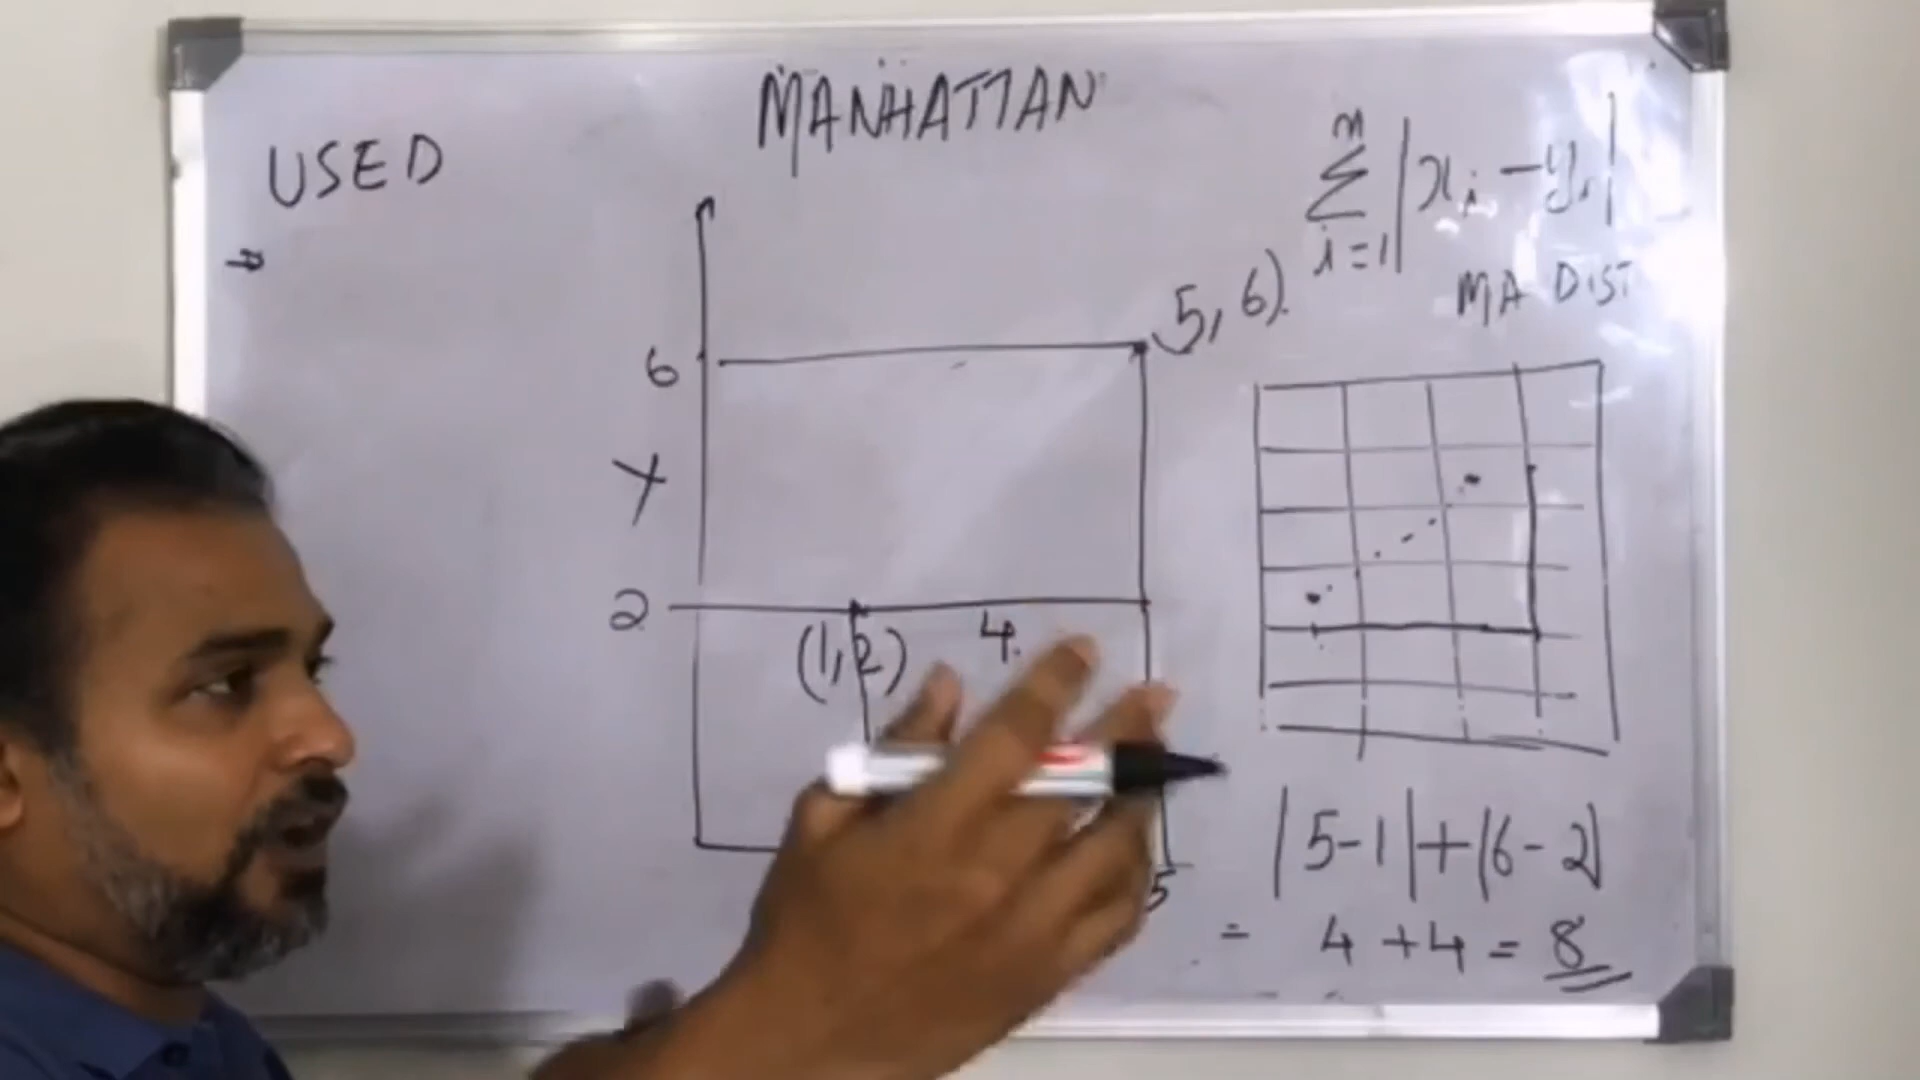 MANHATTAN
USED
n
∑ |xi - yi|
i=1
MA DIST
5, 6)
6
Y
2
(1, 2)
4
5
|5-1|+|6-2|
= 4 + 4 = 8